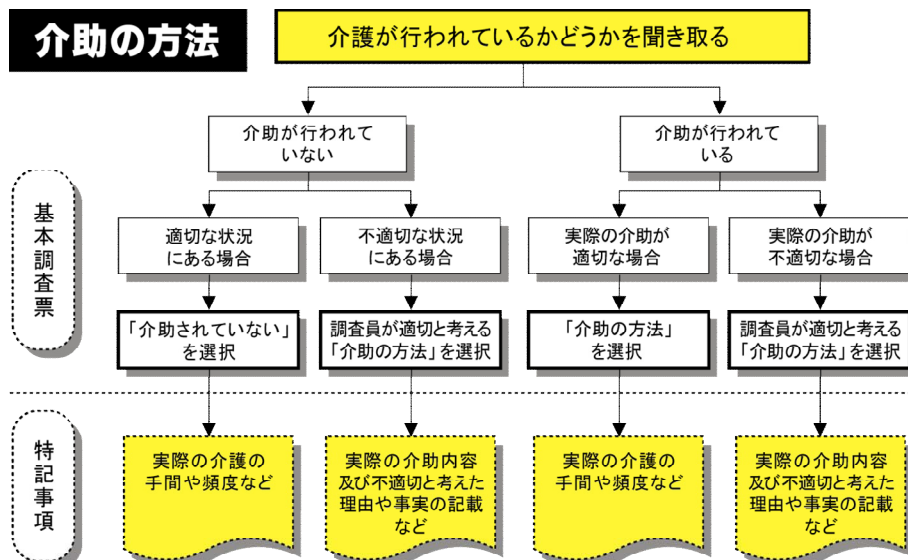 介助の方法
介護が行われているかどうかを聞き取る
介助が行われて
いない
介助が行われて
いる
基本調査票
適切な状況
にある場合
不適切な状況
にある場合
実際の介助が
適切な場合
実際の介助が
不適切な場合
「介助されていない」
を選択
調査員が適切と考える
「介助の方法」を選択
「介助の方法」
を選択
調査員が適切と考える
「介助の方法」を選択
特記事項
実際の介護の
手間や頻度など
実際の介助内容
及び不適切と考えた
理由や事実の記載
など
実際の介護の
手間や頻度など
実際の介助内容
及び不適切と考えた
理由や事実の記載
など